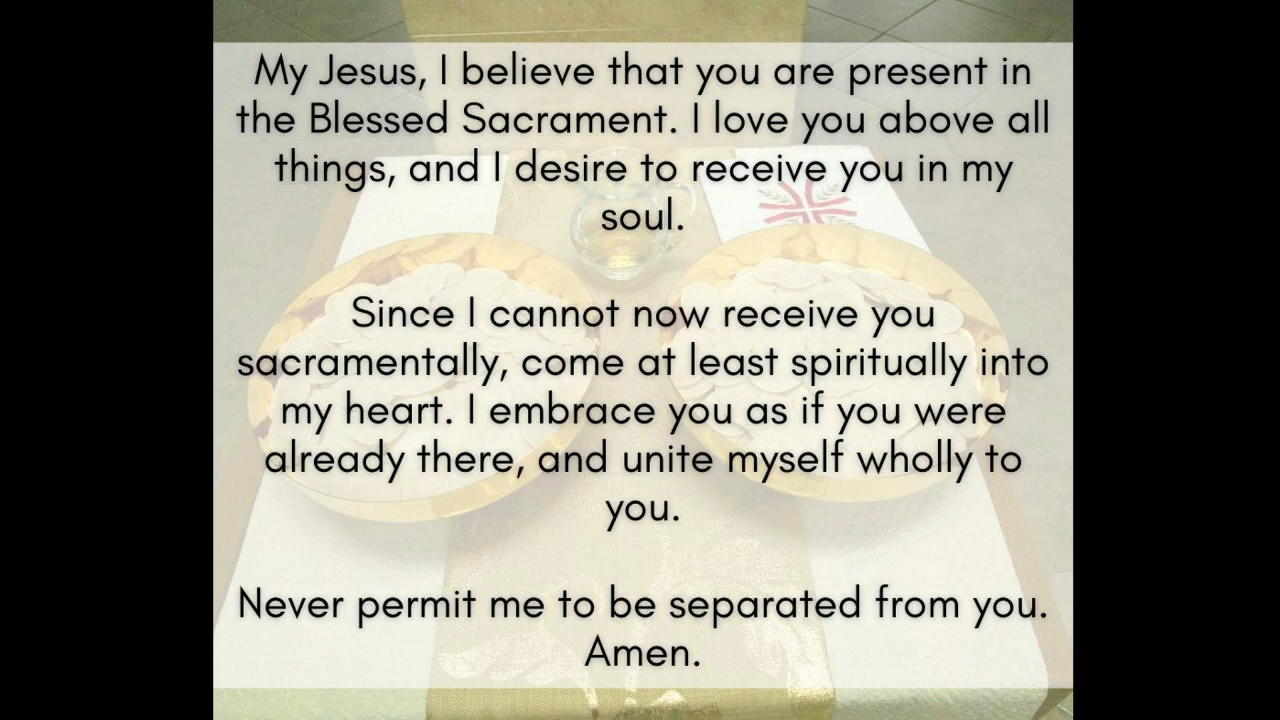 My Jesus, I believe that you are present in
the Blessed Sacrament. I love you above all
things, and I desire to receive you in my
soul.
Since I cannot now receive you
sacramentally, come at least spiritually into
my heart. I embrace you as if you were
already there, and unite myself wholly to
you.
Never permit me to be separated from you.
Amen.